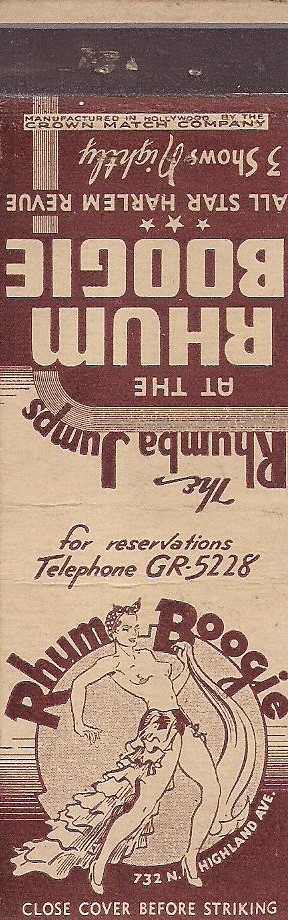 MANUFACTURED IN HOLLYWOOD BY THE
CROWN MATCH COMPANY
The
Rhumba Jumps
AT THE
RHUM
BOOGIE
ALL STAR HARLEM REVUE
3 Shows Nightly
for reservations
Telephone GR-5228
Rhum Boogie
732 N. HIGHLAND AVE.
CLOSE COVER BEFORE STRIKING